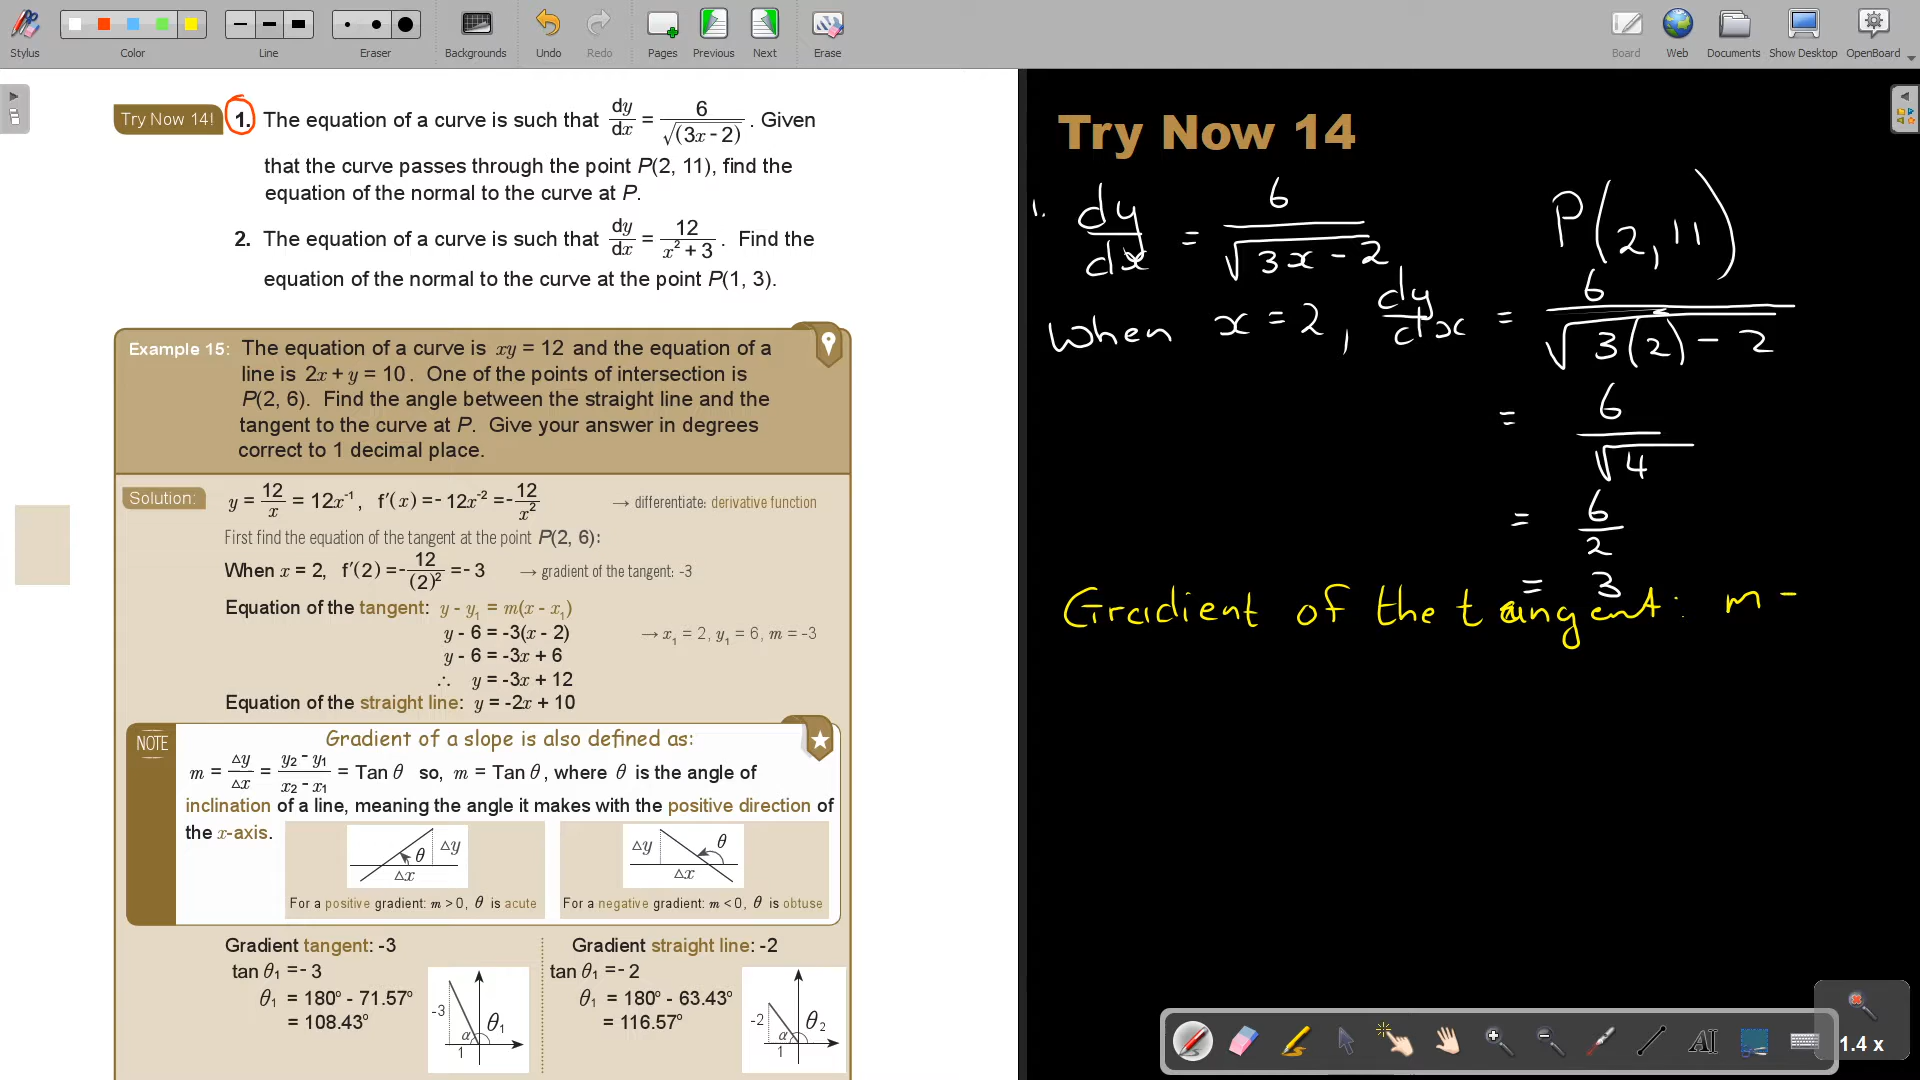 Stylus Color Line Eraser Backgrounds Undo Redo Pages Previous Next Erase Board Web Documents Show Desktop OpenBoard
Try Now 14! 1. The equation of a curve is such that dy/dx = 6/√(3x - 2). Given
that the curve passes through the point P(2, 11), find the
equation of the normal to the curve at P.
2. The equation of a curve is such that dy/dx = 12/(x² + 3). Find the
equation of the normal to the curve at the point P(1, 3).
Example 15: The equation of a curve is xy = 12 and the equation of a
line is 2x + y = 10. One of the points of intersection is
P(2, 6). Find the angle between the straight line and the
tangent to the curve at P. Give your answer in degrees
correct to 1 decimal place.
Solution: y = 12/x = 12x⁻¹, f′(x) = - 12x⁻² = - 12/x² → differentiate: derivative function
First find the equation of the tangent at the point P(2, 6):
When x = 2, f′(2) = - 12/(2)² = - 3 → gradient of the tangent: -3
Equation of the tangent: y - y₁ = m(x - x₁)
y - 6 = -3(x - 2) → x₁ = 2, y₁ = 6, m = -3
y - 6 = -3x + 6
∴ y = -3x + 12
Equation of the straight line: y = -2x + 10
NOTE Gradient of a slope is also defined as:
m = △y/△x = (y₂ - y₁)/(x₂ - x₁) = Tan θ so, m = Tan θ, where θ is the angle of
inclination of a line, meaning the angle it makes with the positive direction of
the x-axis.
θ △y △x
△y θ △x
For a positive gradient: m > 0, θ is acute
For a negative gradient: m < 0, θ is obtuse
Gradient tangent: -3
tan θ₁ = - 3
θ₁ = 180° - 71.57°
= 108.43°
-3 α θ₁ 1
Gradient straight line: -2
tan θ₁ = - 2
θ₁ = 180° - 63.43°
= 116.57°
-2 α θ₂ 1
Try Now 14
1. dy/dx = 6/√(3x - 2) P(2, 11)
When x = 2, dy/dx = 6/√(3(2) - 2)
= 6/√4
= 6/2
= 3
Gradient of the tangent: m -
1.4 x